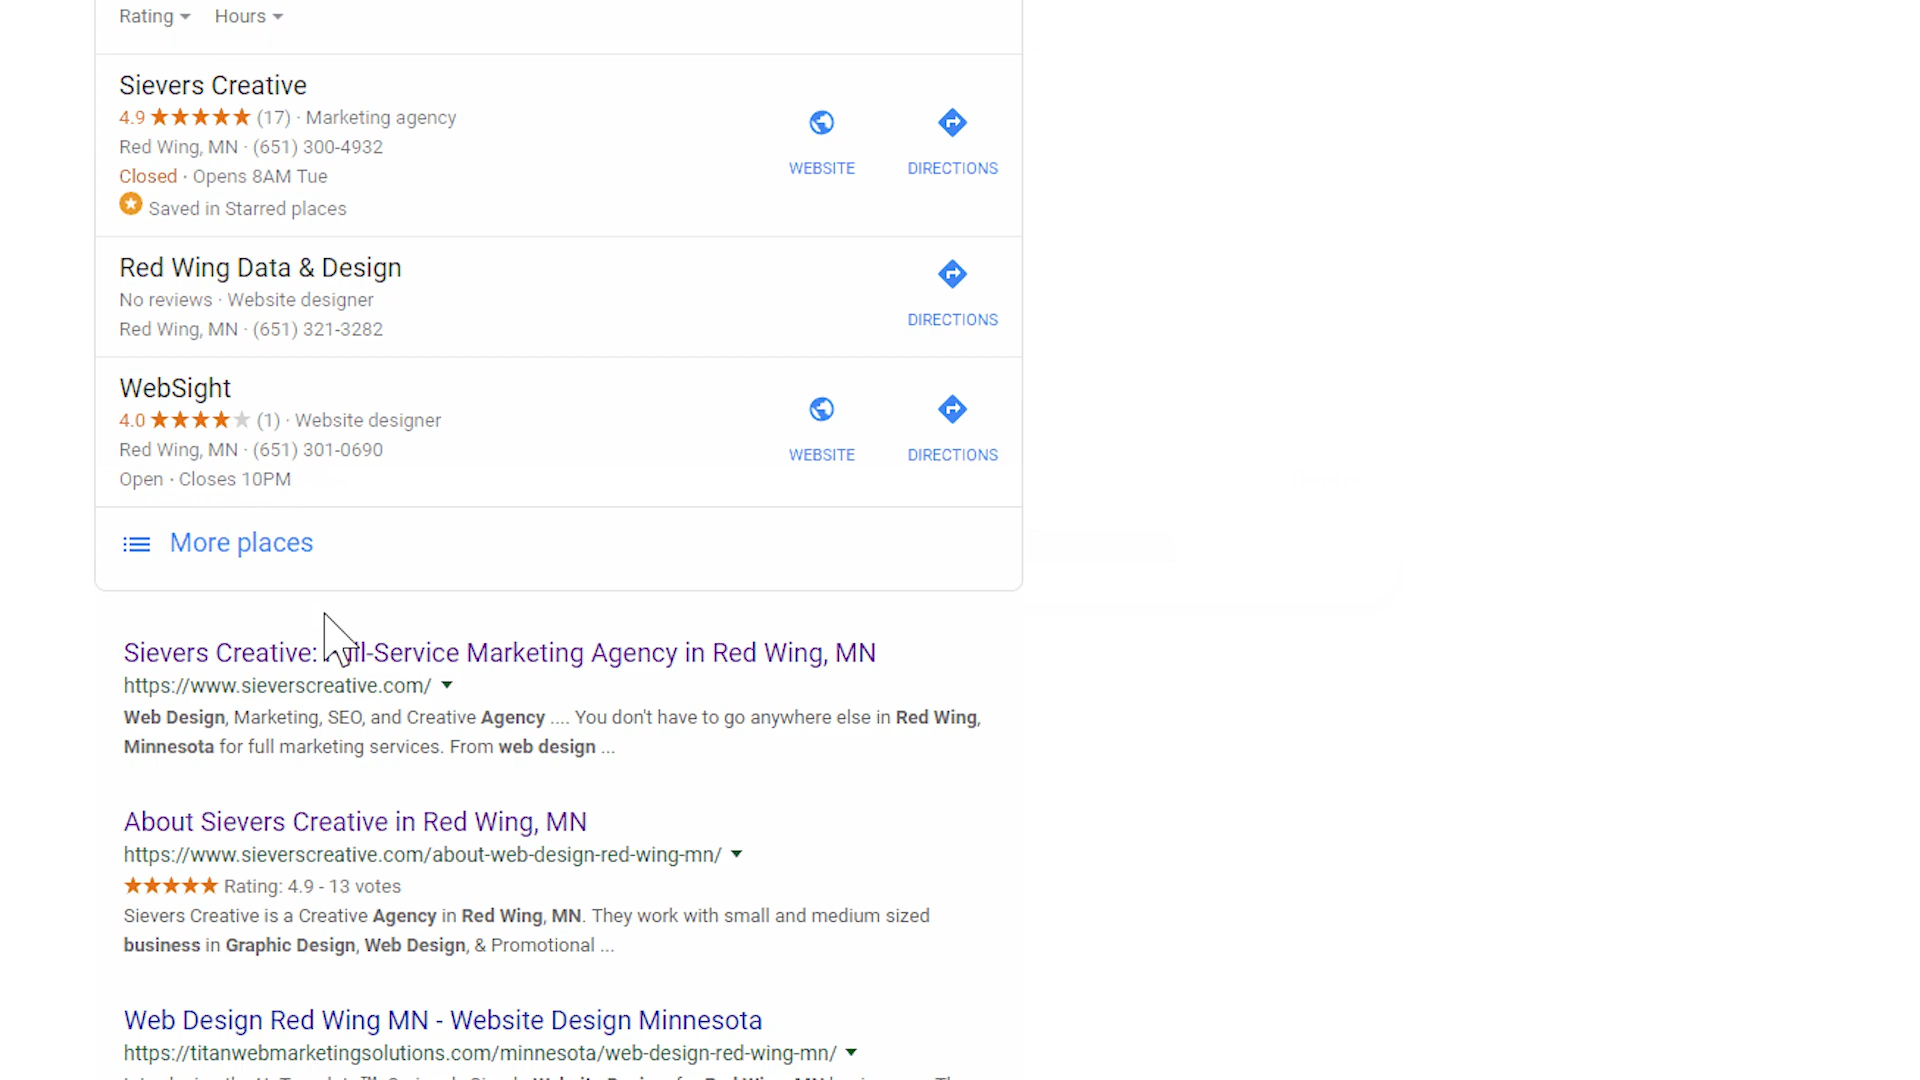 Rating Hours
Sievers Creative
4.9 ★★★★★ (17) · Marketing agency
Red Wing, MN · (651) 300-4932
Closed · Opens 8AM Tue
Saved in Starred places
WEBSITE DIRECTIONS
Red Wing Data & Design
No reviews · Website designer
Red Wing, MN · (651) 321-3282
DIRECTIONS
WebSight
4.0 ★★★★★ (1) · Website designer
Red Wing, MN · (651) 301-0690
Open · Closes 10PM
WEBSITE DIRECTIONS
More places
Sievers Creative: -Service Marketing Agency in Red Wing, MN
https://www.sieverscreative.com/
Web Design, Marketing, SEO, and Creative Agency .... You don't have to go anywhere else in Red Wing,
Minnesota for full marketing services. From web design ...
About Sievers Creative in Red Wing, MN
https://www.sieverscreative.com/about-web-design-red-wing-mn/
★★★★★ Rating: 4.9 - 13 votes
Sievers Creative is a Creative Agency in Red Wing, MN. They work with small and medium sized
business in Graphic Design, Web Design, & Promotional ...
Web Design Red Wing MN - Website Design Minnesota
https://titanwebmarketingsolutions.com/minnesota/web-design-red-wing-mn/